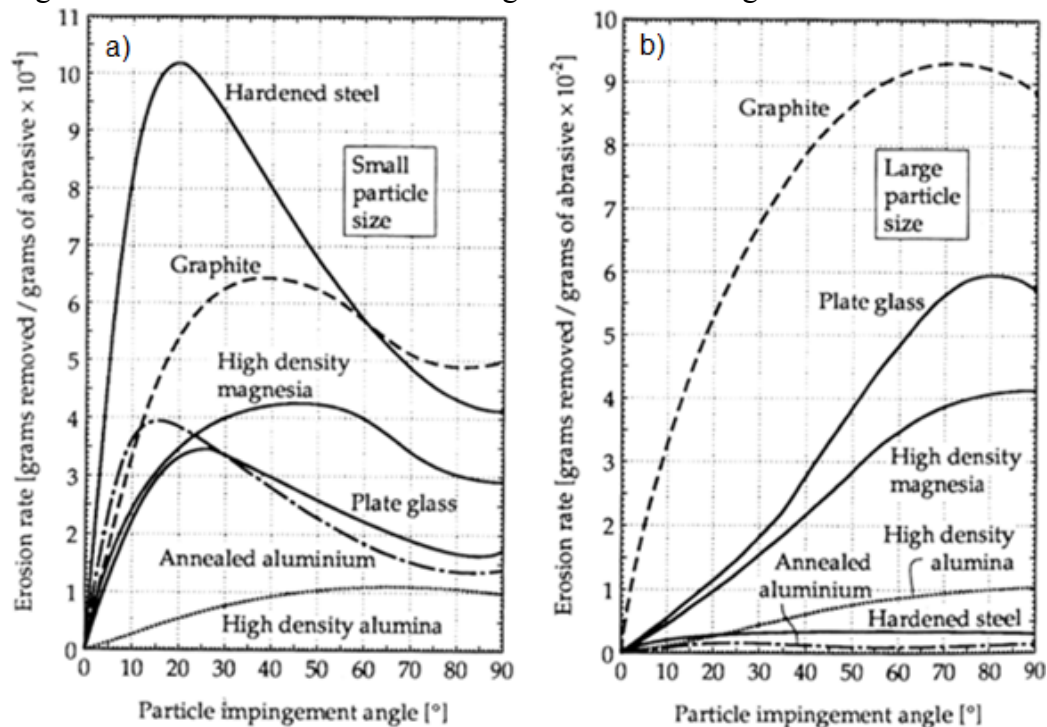 a)
Erosion rate [grams removed / grams of abrasive × 10⁻⁴]
11
10
9
8
7
6
5
4
3
2
1
0
Hardened steel
Small
particle
size
Graphite
High density
magnesia
Plate glass
Annealed aluminium
High density alumina
0 10 20 30 40 50 60 70 80 90
Particle impingement angle [°]
b)
Erosion rate [grams removed / grams of abrasive × 10⁻²]
10
9
8
7
6
5
4
3
2
1
0
Graphite
Large
particle
size
Plate glass
High density
magnesia
High density
alumina
Annealed
aluminium
Hardened steel
0 10 20 30 40 50 60 70 80 90
Particle impingement angle [°]